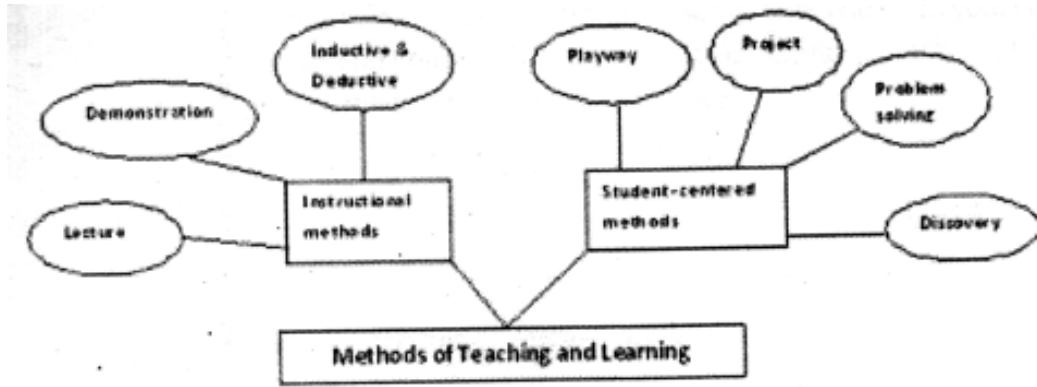 Inductive &
Deductive
Playway
Project
Demonstration
Problem
solving
Instructional
methods
Student-centered
methods
Lecture
Discovery
Methods of Teaching and Learning